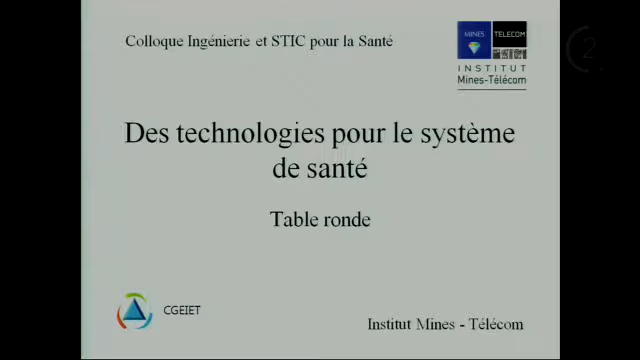 Colloque Ingénierie et STIC pour la Santé
MINES TELECOM
INSTITUT
Mines-Télécom
2
Des technologies pour le système
de santé
Table ronde
CGEIET
Institut Mines - Télécom